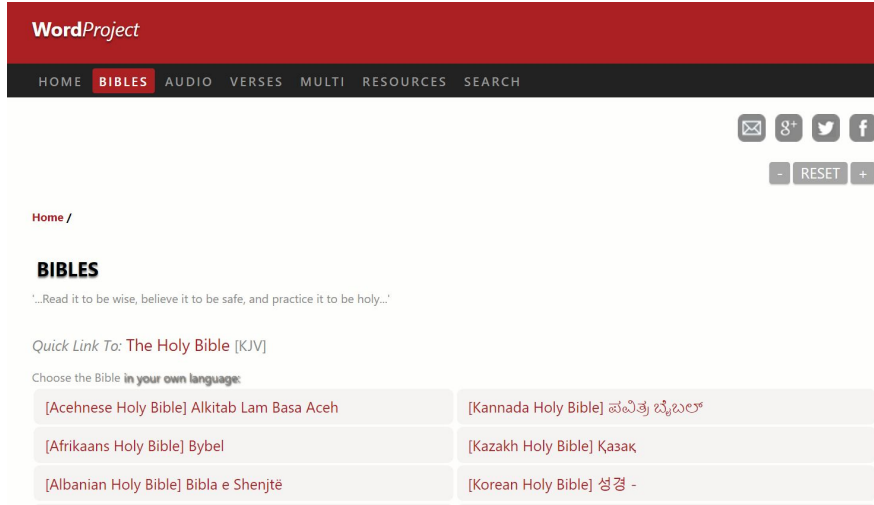 WordProject
HOME BIBLES AUDIO VERSES MULTI RESOURCES SEARCH
- RESET +
Home /
BIBLES
'...Read it to be wise, believe it to be safe, and practice it to be holy...'
Quick Link To: The Holy Bible [KJV]
Choose the Bible in your own language:
[Acehnese Holy Bible] Alkitab Lam Basa Aceh
[Kannada Holy Bible] ಪವಿತ್ರ ಬೈಬಲ್
[Afrikaans Holy Bible] Bybel
[Kazakh Holy Bible] Қазақ
[Albanian Holy Bible] Bibla e Shenjtë
[Korean Holy Bible] 성경 -